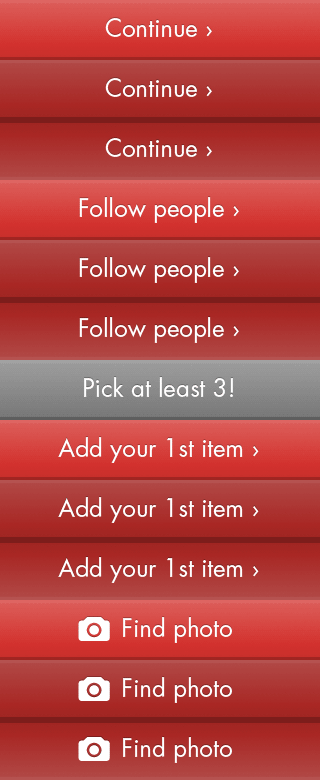 Continue ›
Continue ›
Continue ›
Follow people ›
Follow people ›
Follow people ›
Pick at least 3!
Add your 1st item ›
Add your 1st item ›
Add your 1st item ›
Find photo
Find photo
Find photo